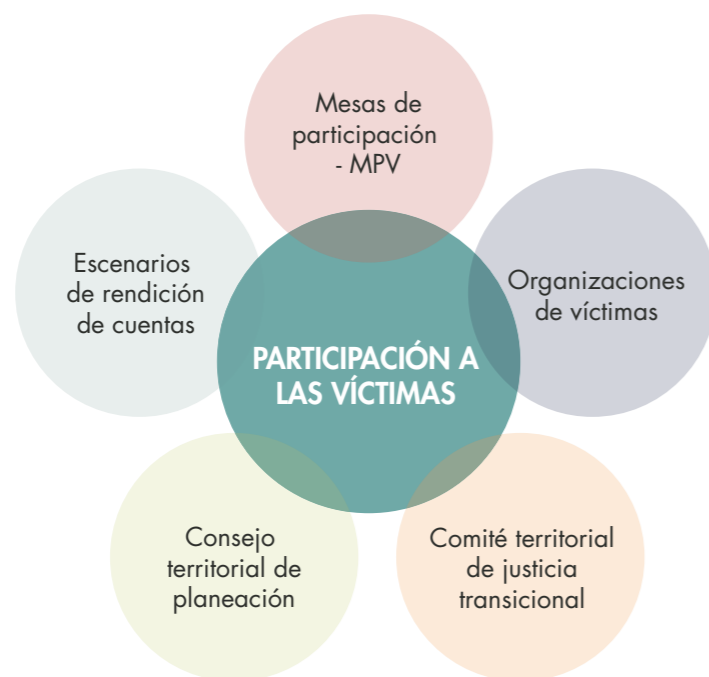 Mesas de
participación
- MPV
Organizaciones
de víctimas
Comité territorial
de justicia
transicional
Consejo
territorial de
planeación
Escenarios
de rendición
de cuentas
PARTICIPACIÓN A
LAS VÍCTIMAS